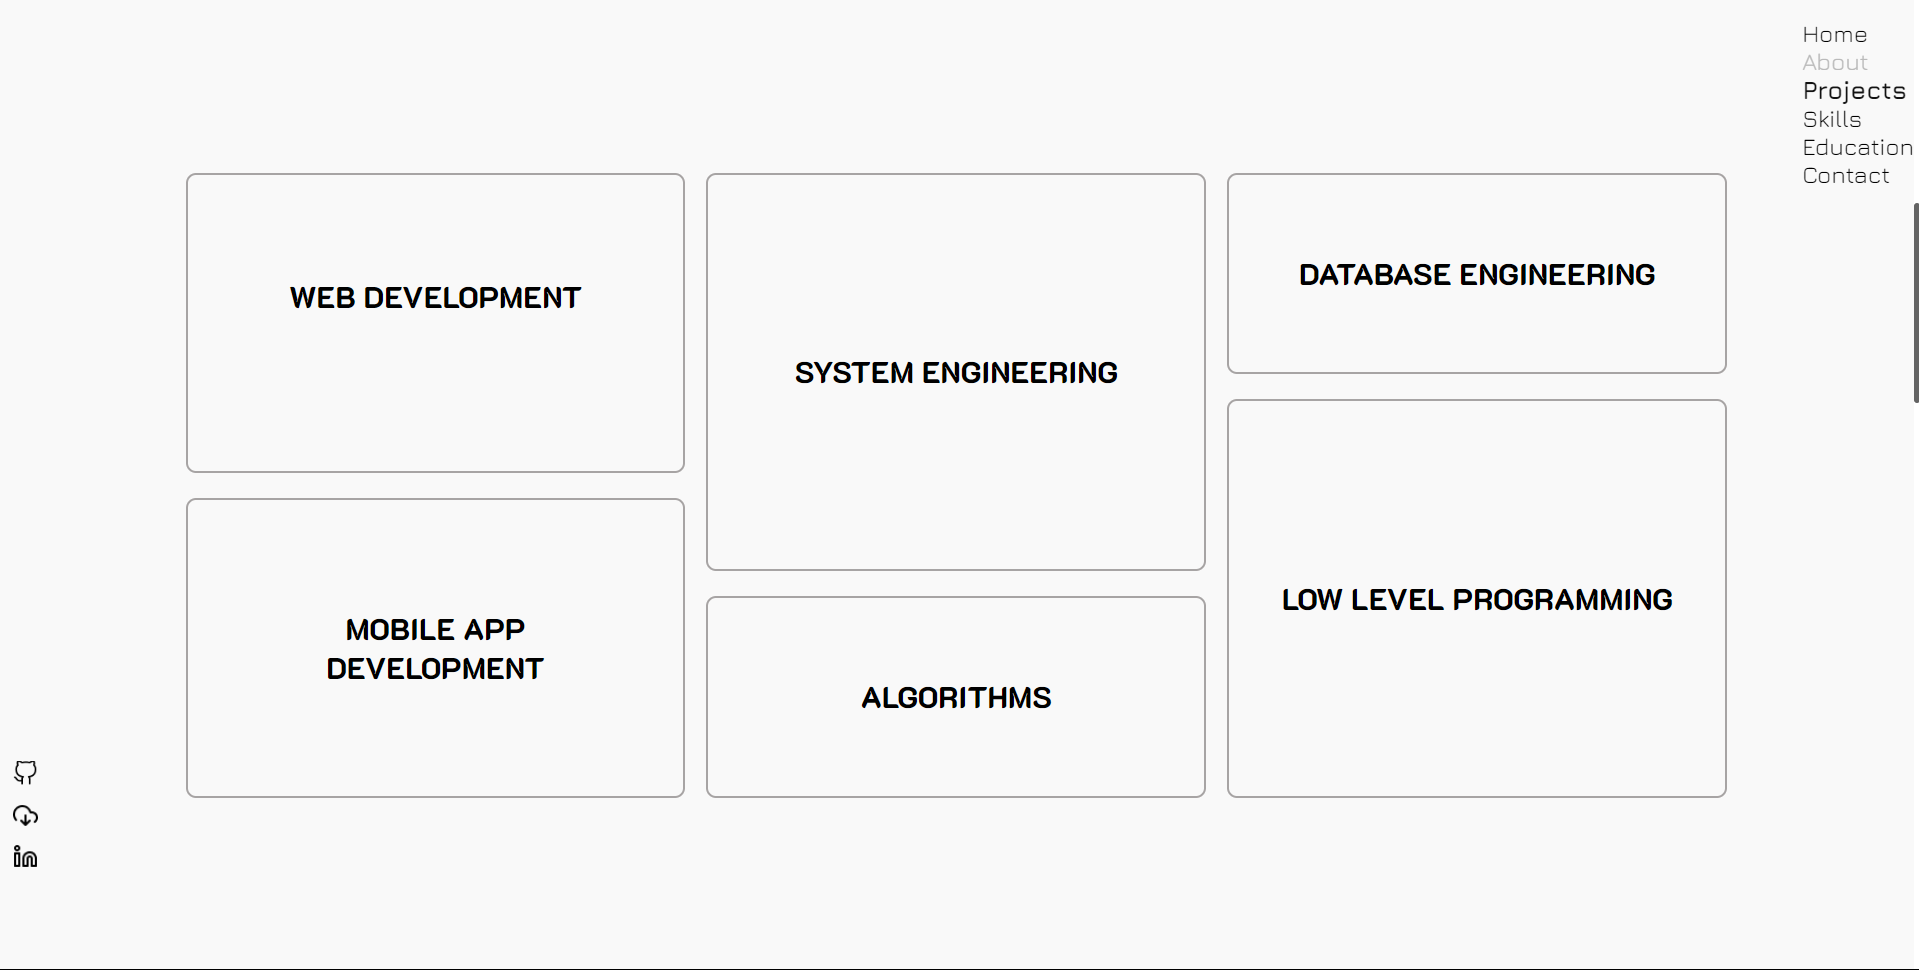 Home
About
Projects
Skills
Education
Contact
WEB DEVELOPMENT
SYSTEM ENGINEERING
DATABASE ENGINEERING
MOBILE APP
DEVELOPMENT
ALGORITHMS
LOW LEVEL PROGRAMMING
in